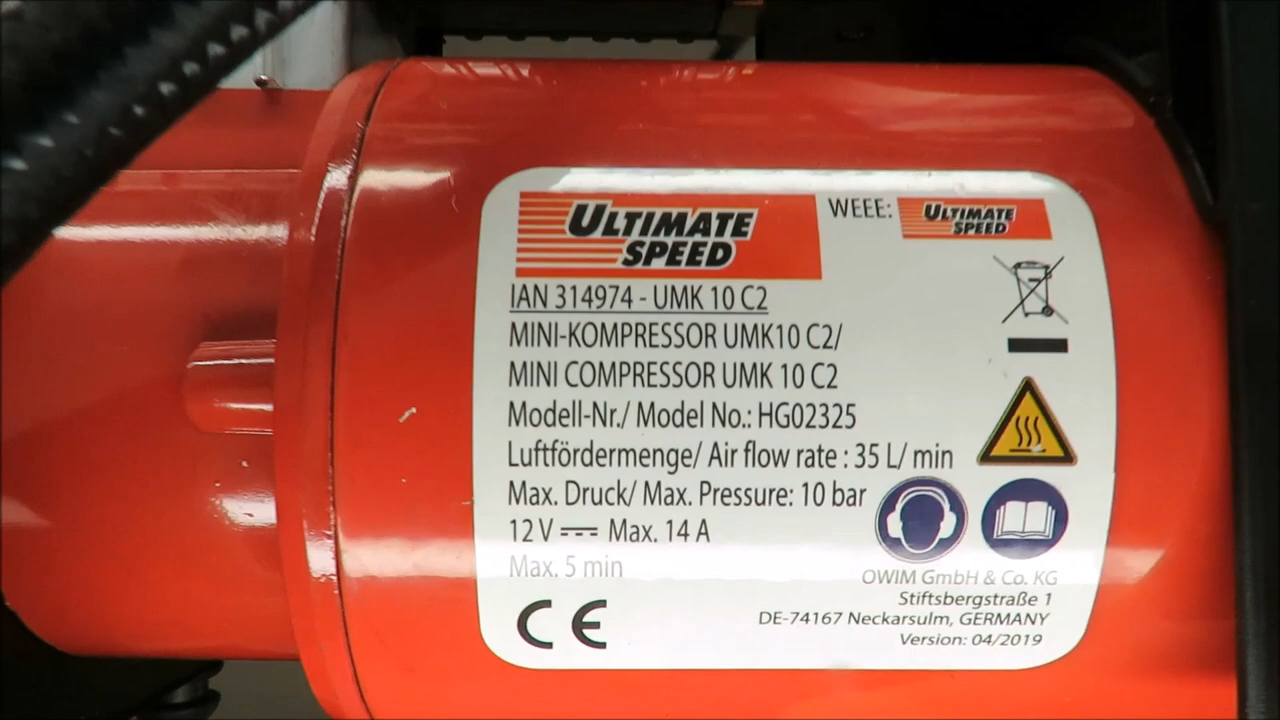 ULTIMATE
SPEED
WEEE:
ULTIMATE
SPEED
IAN 314974 - UMK 10 C2
MINI-KOMPRESSOR UMK10 C2/
MINI COMPRESSOR UMK 10 C2
Modell-Nr./ Model No.: HG02325
Luftfördermenge/ Air flow rate : 35 L/ min
Max. Druck/ Max. Pressure: 10 bar
12 V ⎓ Max. 14 A
Max. 5 min
CE
OWIM GmbH & Co. KG
Stiftsbergstraße 1
DE-74167 Neckarsulm, GERMANY
Version: 04/2019